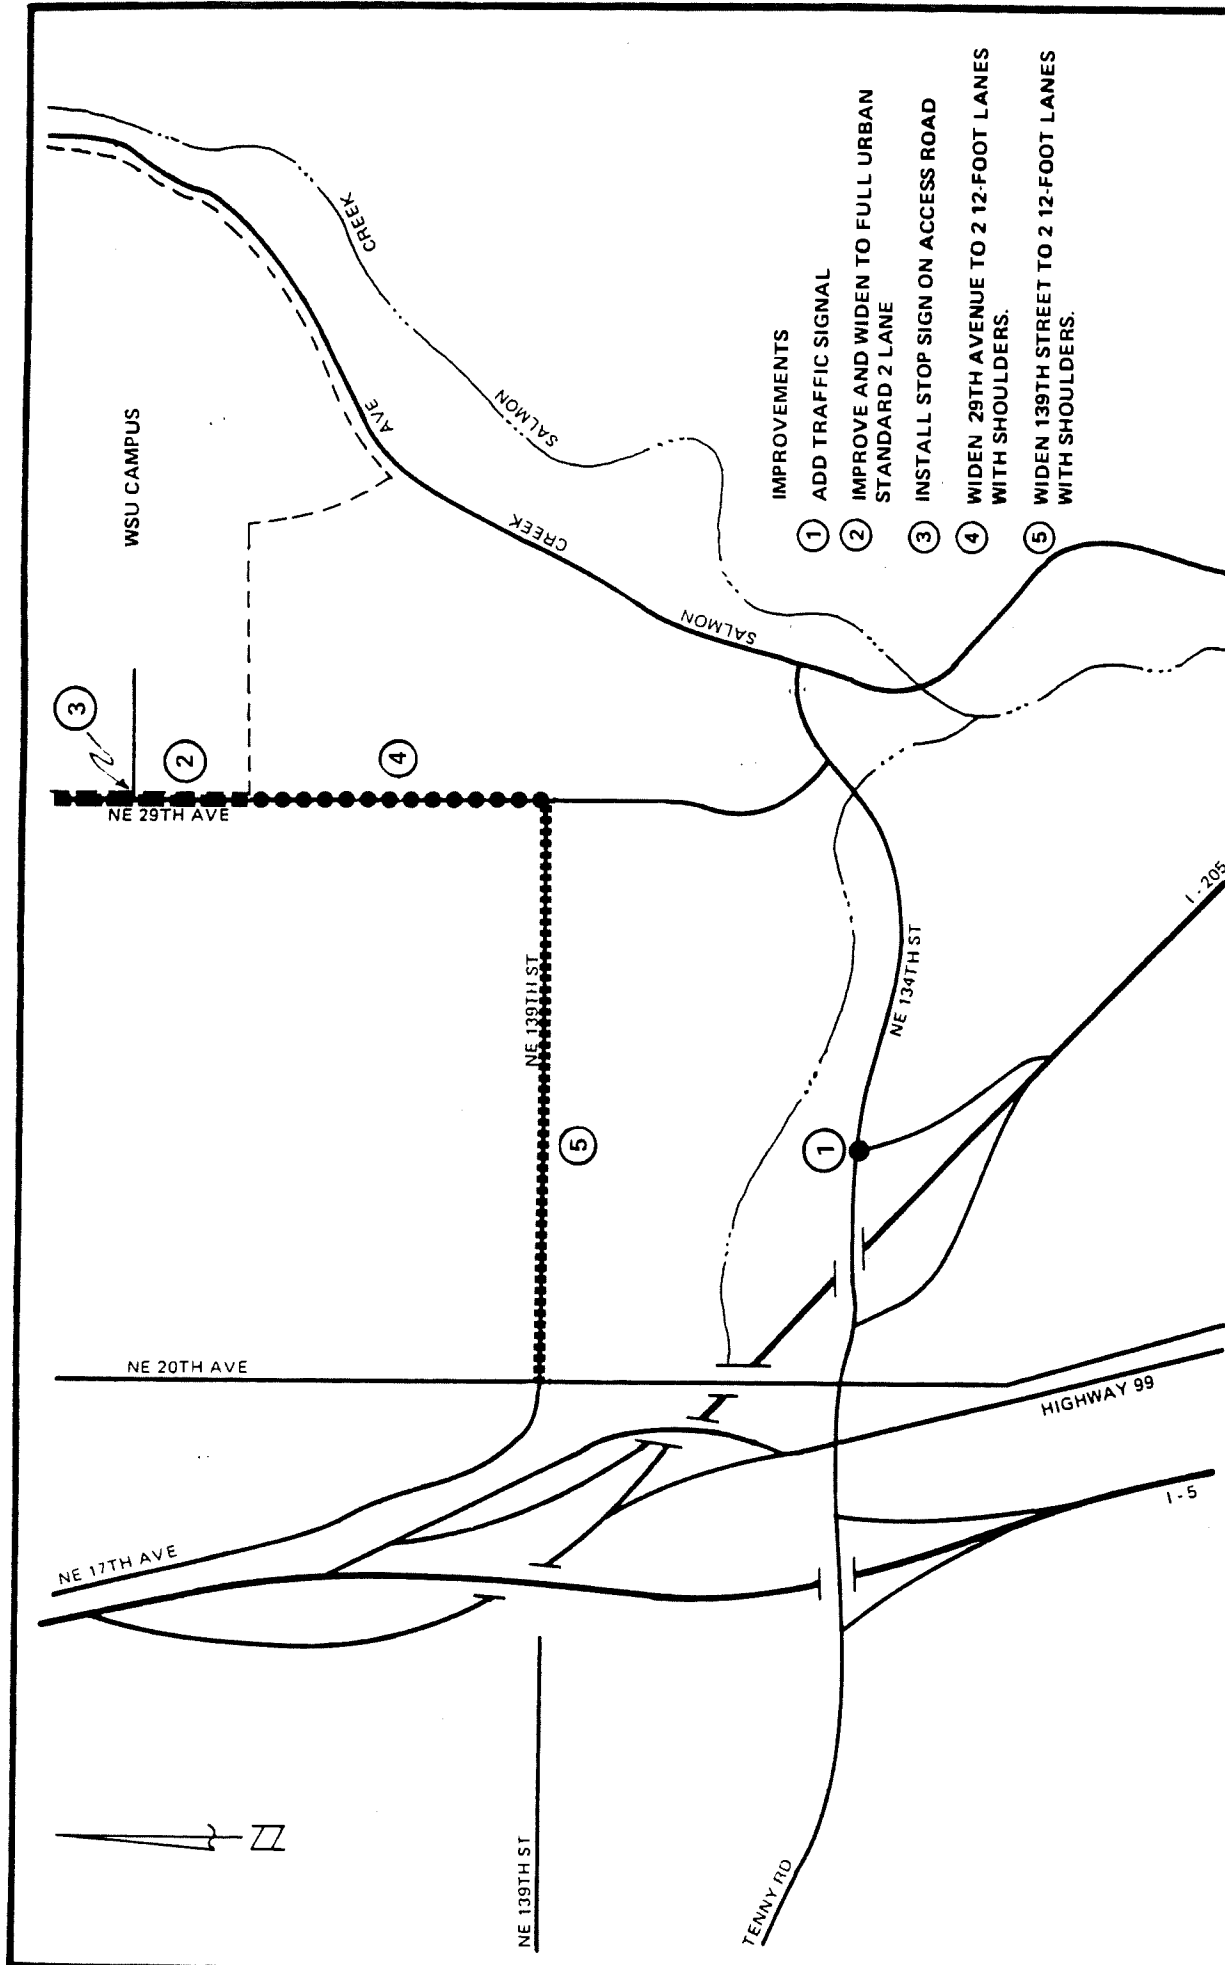 WSU CAMPUS
3
2
4
NE 29TH AVE
CREEK
SALMON
AVE
CREEK
SALMON
NE 139TH ST
5
NE 134TH ST
I - 205
1
NE 20TH AVE
HIGHWAY 99
NE 17TH AVE
I - 5
NE 139TH ST
TENNY RD
N
IMPROVEMENTS
1 ADD TRAFFIC SIGNAL
2 IMPROVE AND WIDEN TO FULL URBAN
STANDARD 2 LANE
3 INSTALL STOP SIGN ON ACCESS ROAD
4 WIDEN 29TH AVENUE TO 2 12-FOOT LANES
WITH SHOULDERS.
5 WIDEN 139TH STREET TO 2 12-FOOT LANES
WITH SHOULDERS.